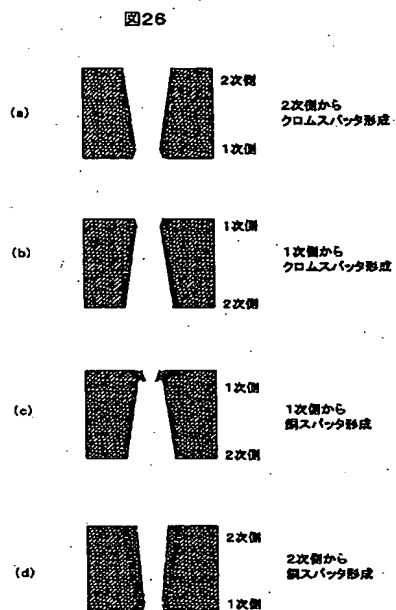 図26
(a)
2次側
1次側
2次側から
クロムスパッタ形成
(b)
1次側
2次側
1次側から
クロムスパッタ形成
(c)
1次側
2次側
1次側から
銅スパッタ形成
(d)
2次側
1次側
2次側から
銅スパッタ形成